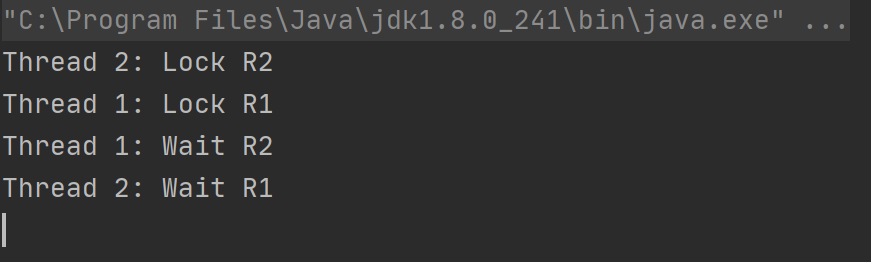 "C:\Program Files\Java\jdk1.8.0_241\bin\java.exe" ...
Thread 2: Lock R2
Thread 1: Lock R1
Thread 1: Wait R2
Thread 2: Wait R1